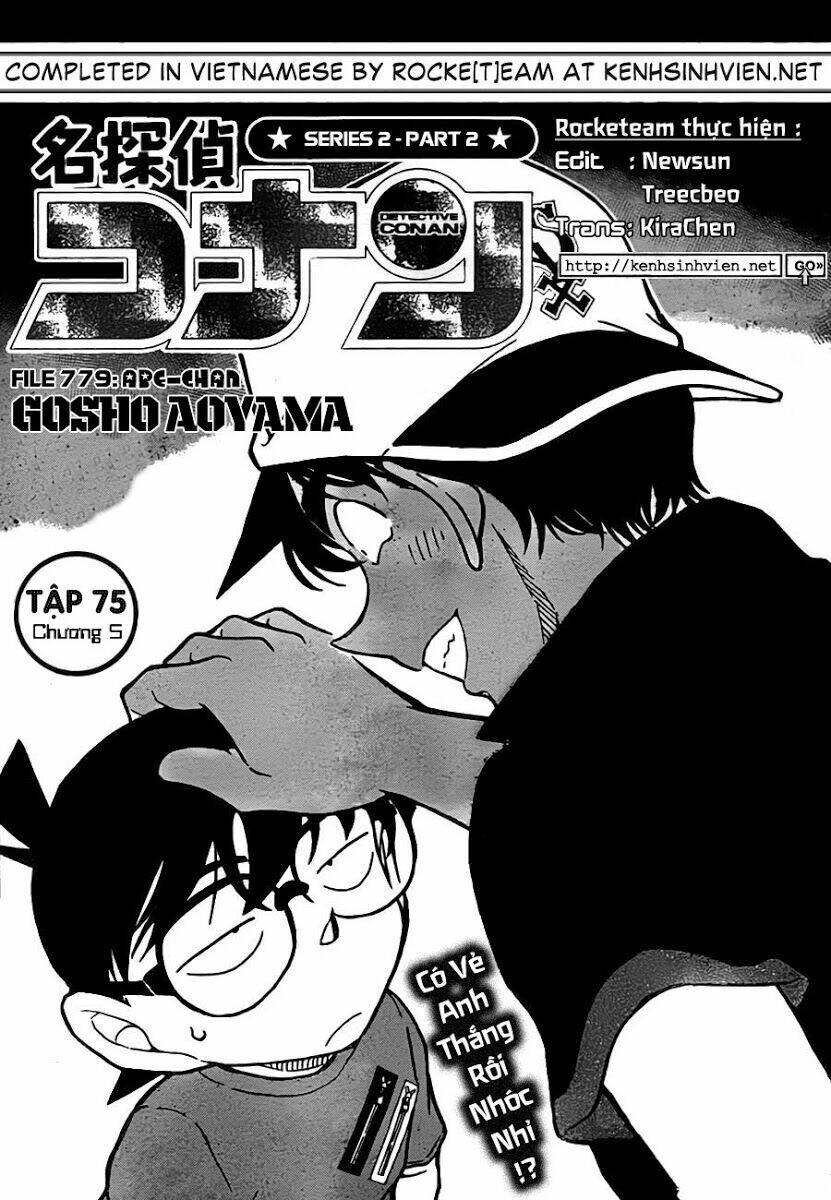 COMPLETED IN VIETNAMESE BY ROCKE[T]EAM AT KENHSINHVIEN.NET
名探偵
★ SERIES 2 - PART 2 ★
コナン
DETECTIVE
CONAN
Rocketeam thực hiện :
Edit : Newsun
Treecbeo
Trans: KiraChen
http://kenhsinhvien.net GO»
FILE 779: APC-CHAN
GOSHO AOYAMA
TẬP 75
Chương 5
Có Vẻ
Anh
Thắng
Rồi
Nhóc
Nhỉ
!?